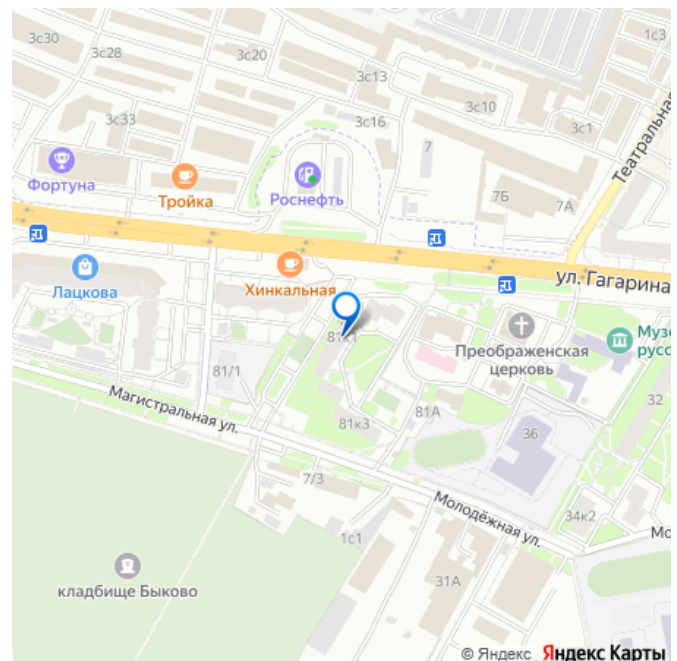 3с30
3с28
3с20
1с3
3с13
3с10
3с33
3с16
3с1
7
Театральная
Фортуна
Тройка
Роснефть
7Б
7А
ул. Гагарина
Лацкова
Хинкальная
81к1
Преображенская
церковь
Музе
русс
81/1
Магистральная ул.
81к3
81А
32
36
7/3
Молодёжная ул.
34к2
Мо
1с1
кладбище Быково
31А
© Яндекс Яндекс Карты